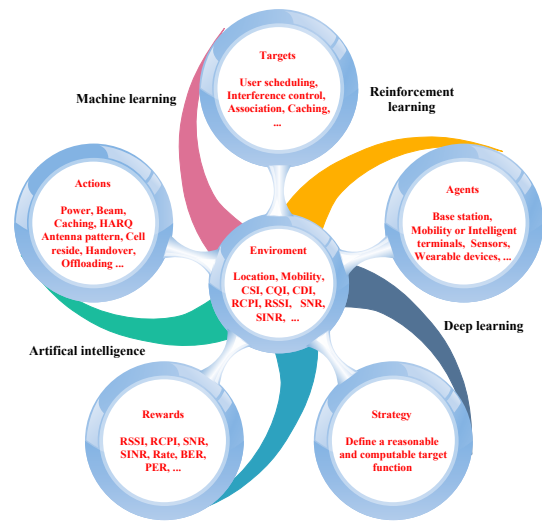 Targets
User scheduling,
Interference control,
Association, Caching,
...
Machine learning
Reinforcement
learning
Actions
Power, Beam,
Caching, HARQ
Antenna pattern, Cell
reside, Handover,
Offloading ...
Agents
Base station,
Mobility or Intelligent
terminals, Sensors,
Wearable devices, ...
Enviroment
Location, Mobility,
CSI, CQI, CDI,
RCPI, RSSI, SNR,
SINR, ...
Deep learning
Artifical intelligence
Rewards
RSSI, RCPI, SNR,
SINR, Rate, BER,
PER, ...
Strategy
Define a reasonable
and computable target
function